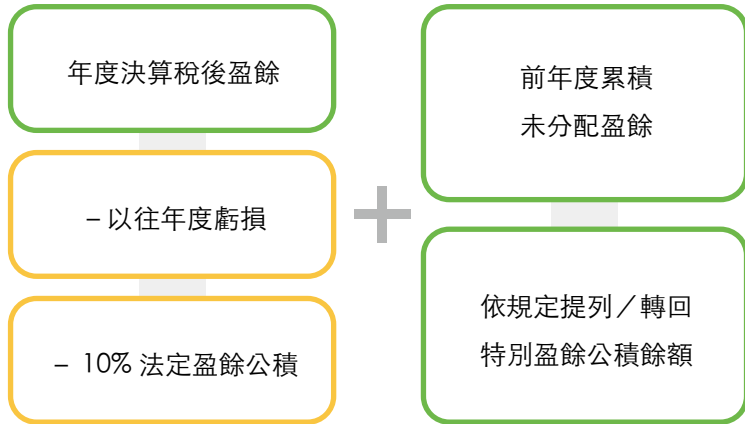 年度決算稅後盈餘
–以往年度虧損
– 10% 法定盈餘公積
+
前年度累積
未分配盈餘
依規定提列／轉回
特別盈餘公積餘額